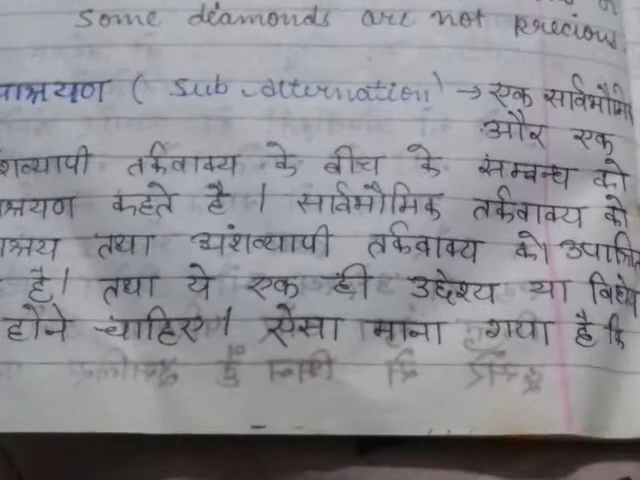 Some diamonds are not precious.
पाश्रयण ( Sub alternation) → एक सार्वभौमि
और एक
शव्यापी तर्कवाक्य के बीच के सम्बन्ध को
श्रयण कहते है । सार्वभौमिक तर्कवाक्य को
श्रय तथा अंशव्यापी तर्कवाक्य को उपाश्रित
है। तथा ये एक ही उद्देश्य या विधे
होने चाहिए। ऐसा माना गया है कि